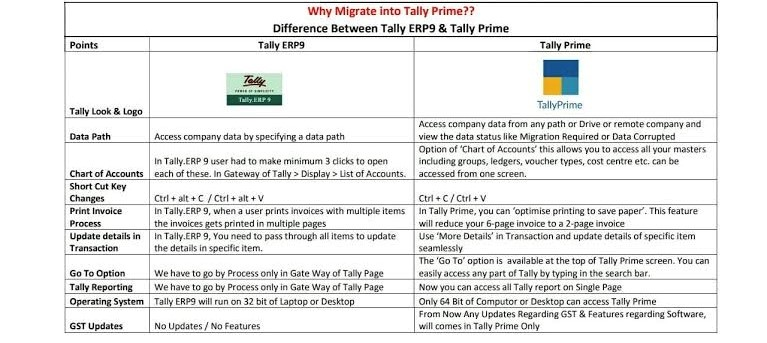 Why Migrate into Tally Prime??
Difference Between Tally ERP9 & Tally Prime
Points Tally ERP9 Tally Prime
Tally
POWER OF SIMPLICITY
Tally.ERP 9
TallyPrime
Tally Look & Logo
Data Path Access company data by specifying a data path
Access company data from any path or Drive or remote company and
view the data status like Migration Required or Data Corrupted
Chart of Accounts
In Tally.ERP 9 user had to make minimum 3 clicks to open
each of these. In Gateway of Tally > Display > List of Accounts.
Option of 'Chart of Accounts' this allows you to access all your masters
including groups, ledgers, voucher types, cost centre etc. can be
accessed from one screen.
Short Cut Key
Changes
Ctrl + alt + C / Ctrl + alt + V
Ctrl + C / Ctrl + V
Print Invoice
Process
In Tally.ERP 9, when a user prints invoices with multiple items
the invoices gets printed in multiple pages
In Tally Prime, you can 'optimise printing to save paper'. This feature
will reduce your 6-page invoice to a 2-page invoice
Update details in
Transaction
In Tally.ERP 9, You need to pass through all items to update
the details in specific item.
Use 'More Details' in Transaction and update details of specific item
seamlessly
Go To Option We have to go by Process only in Gate Way of Tally Page
The 'Go To' option is available at the top of Tally Prime screen. You can
easily access any part of Tally by typing in the search bar.
Tally Reporting We have to go by Process only in Gate Way of Tally Page Now you can access all Tally report on Single Page
Operating System Tally ERP9 will run on 32 bit of Laptop or Desktop Only 64 Bit of Computor or Desktop can access Tally Prime
GST Updates No Updates / No Features
From Now Any Updates Regarding GST & Features regarding Software,
will comes in Tally Prime Only